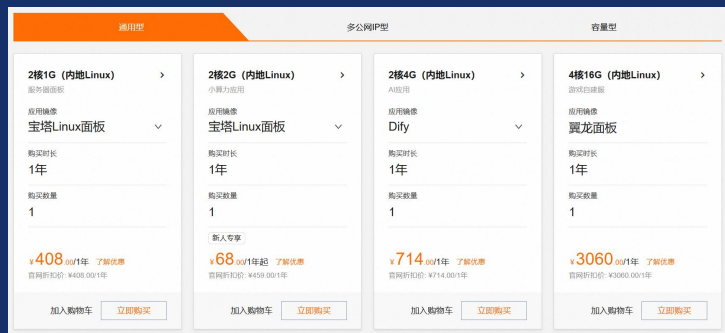 通用型
多公网IP型
容量型
2核1G（内地Linux）
服务器面板
应用镜像
宝塔Linux面板
购买时长
1年
购买数量
1
¥408.00/1年 了解优惠
官网折扣价: ¥408.00/1年
加入购物车 立即购买
2核2G（内地Linux）
小算力应用
应用镜像
宝塔Linux面板
购买时长
1年
购买数量
1
新人专享
¥68.00/1年起 了解优惠
官网折扣价: ¥459.00/1年
加入购物车 立即购买
2核4G（内地Linux）
AI应用
应用镜像
Dify
购买时长
1年
购买数量
1
¥714.00/1年 了解优惠
官网折扣价: ¥714.00/1年
加入购物车 立即购买
4核16G（内地Linux）
游戏自建服
应用镜像
翼龙面板
购买时长
1年
购买数量
1
¥3060.00/1年 了解优惠
官网折扣价: ¥3060.00/1年
加入购物车 立即购买